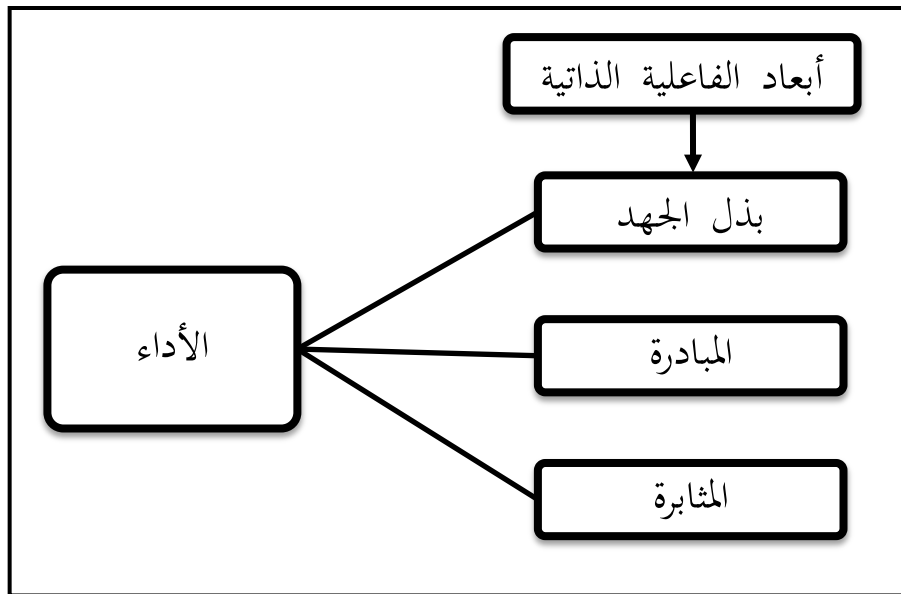 أبعاد الفاعلية الذاتية
بذل الجهد
المبادرة
الأداء
المثابرة